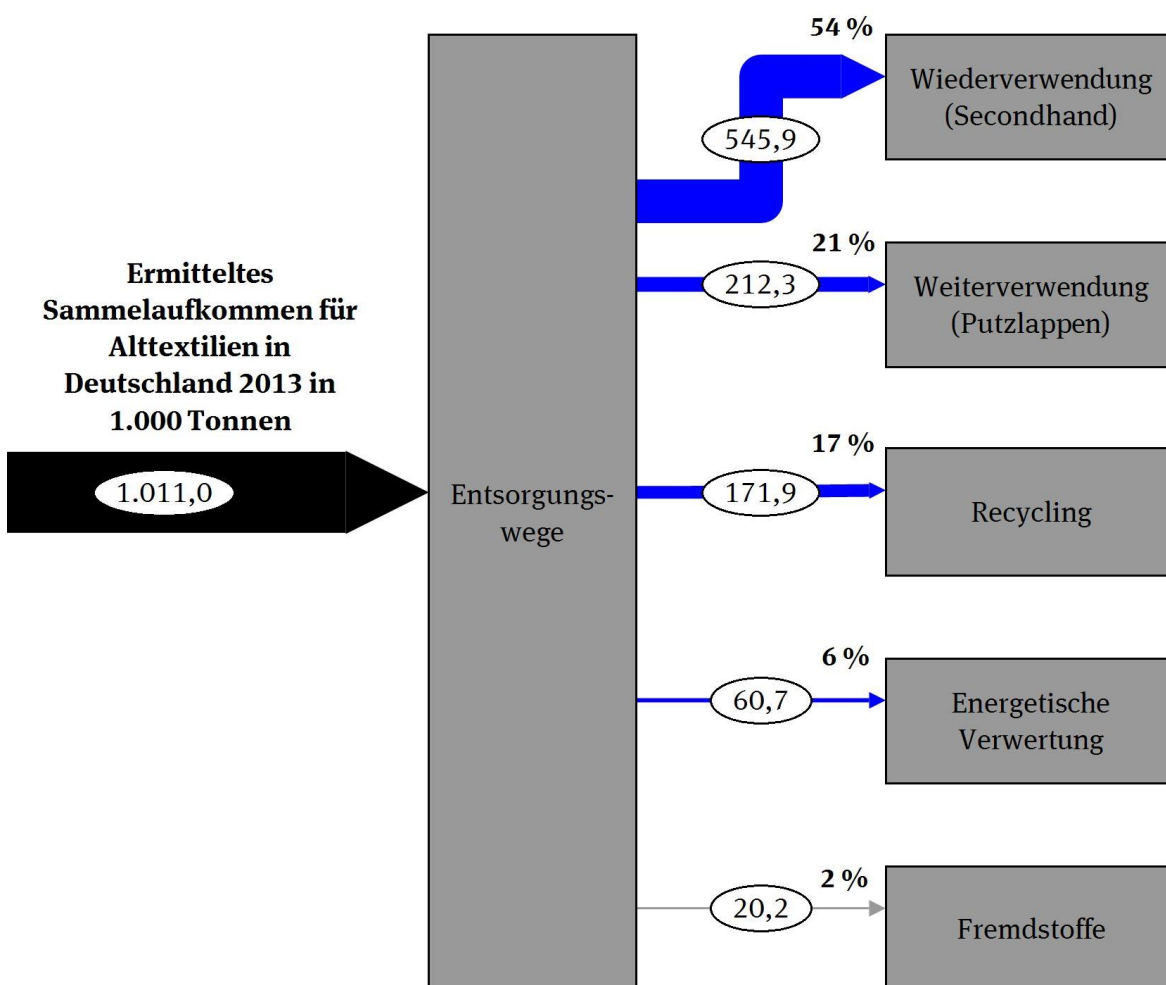 Ermitteltes
Sammelaufkommen für
Alttextilien in
Deutschland 2013 in
1.000 Tonnen
1.011,0
Entsorgungs-
wege
54 %
545,9
Wiederverwendung
(Secondhand)
21 %
212,3
Weiterverwendung
(Putzlappen)
17 %
171,9
Recycling
6 %
60,7
Energetische
Verwertung
2 %
20,2
Fremdstoffe